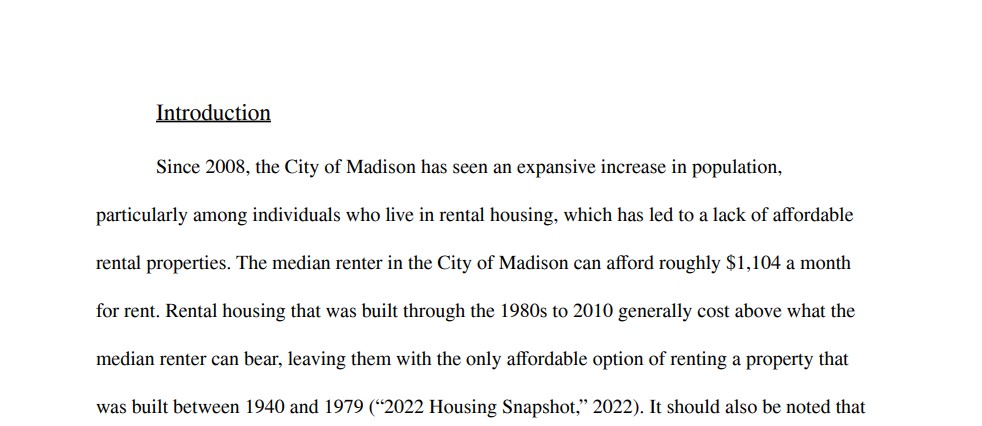 Introduction
Since 2008, the City of Madison has seen an expansive increase in population,
particularly among individuals who live in rental housing, which has led to a lack of affordable
rental properties. The median renter in the City of Madison can afford roughly $1,104 a month
for rent. Rental housing that was built through the 1980s to 2010 generally cost above what the
median renter can bear, leaving them with the only affordable option of renting a property that
was built between 1940 and 1979 (“2022 Housing Snapshot,” 2022). It should also be noted that